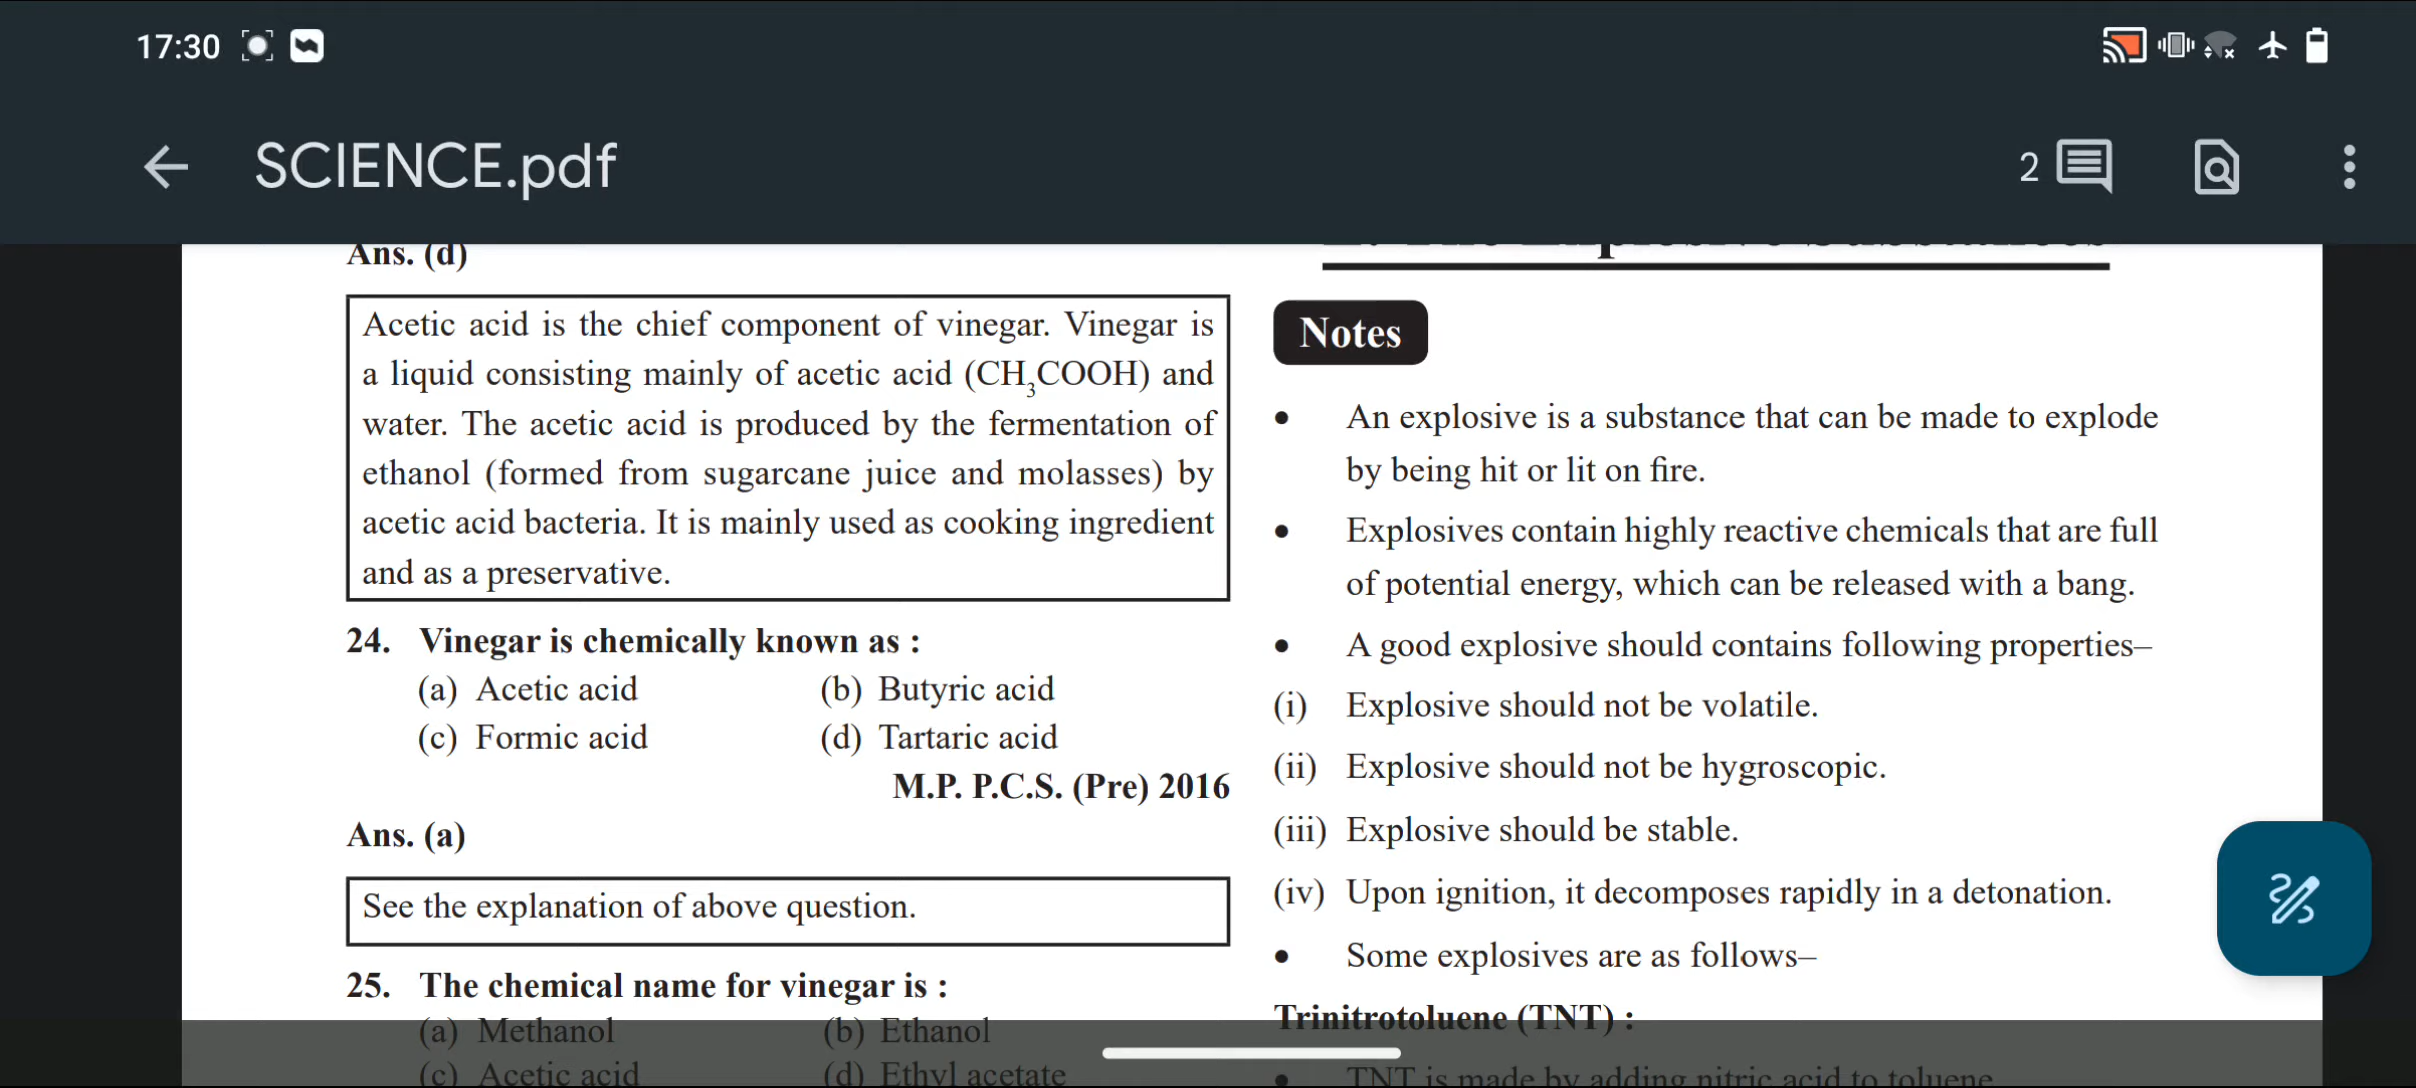 17:30
SCIENCE.pdf
2
Ans. (d)
Acetic acid is the chief component of vinegar. Vinegar is
a liquid consisting mainly of acetic acid (CH₃COOH) and
water. The acetic acid is produced by the fermentation of
ethanol (formed from sugarcane juice and molasses) by
acetic acid bacteria. It is mainly used as cooking ingredient
and as a preservative.
24. Vinegar is chemically known as :
(a) Acetic acid (b) Butyric acid
(c) Formic acid (d) Tartaric acid
M.P. P.C.S. (Pre) 2016
Ans. (a)
See the explanation of above question.
25. The chemical name for vinegar is :
(a) Methanol (b) Ethanol
(c) Acetic acid (d) Ethyl acetate
Notes
• An explosive is a substance that can be made to explode
by being hit or lit on fire.
• Explosives contain highly reactive chemicals that are full
of potential energy, which can be released with a bang.
• A good explosive should contains following properties–
(i) Explosive should not be volatile.
(ii) Explosive should not be hygroscopic.
(iii) Explosive should be stable.
(iv) Upon ignition, it decomposes rapidly in a detonation.
• Some explosives are as follows–
Trinitrotoluene (TNT) :
• TNT is made by adding nitric acid to toluene